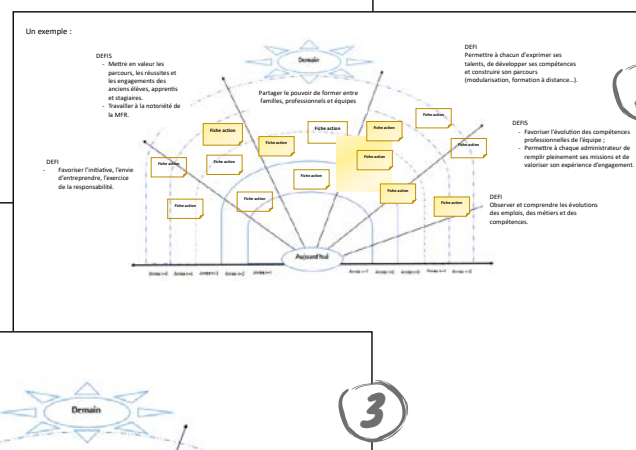 Un exemple :
DEFIS
- Mettre en valeur les
parcours, les réussites et
les engagements des
anciens élèves, apprentis
et stagiaires.
- Travailler à la notoriété de
la MFR.
Demain
DEFI
Permettre à chacun d'exprimer ses
talents, de développer ses compétences
et construire son parcours
(modularisation, formation à distance…).
Partager le pouvoir de former entre
familles, professionnels et équipes
DEFIS
- Favoriser l'évolution des compétences
professionnelles de l'équipe ;
- Permettre à chaque administrateur de
remplir pleinement ses missions et de
valoriser son expérience d'engagement.
DEFI
- Favoriser l'initiative, l'envie
d'entreprendre, l'exercice
de la responsabilité.
Fiche action
Fiche action
Fiche action
Fiche action
Fiche action
Fiche action
Fiche action
Fiche action
Fiche action
Fiche action
Fiche action
Fiche action
Fiche action
Fiche action
DEFI
Observer et comprendre les évolutions
des emplois, des métiers et des
compétences.
Aujourd'hui
Demain
3